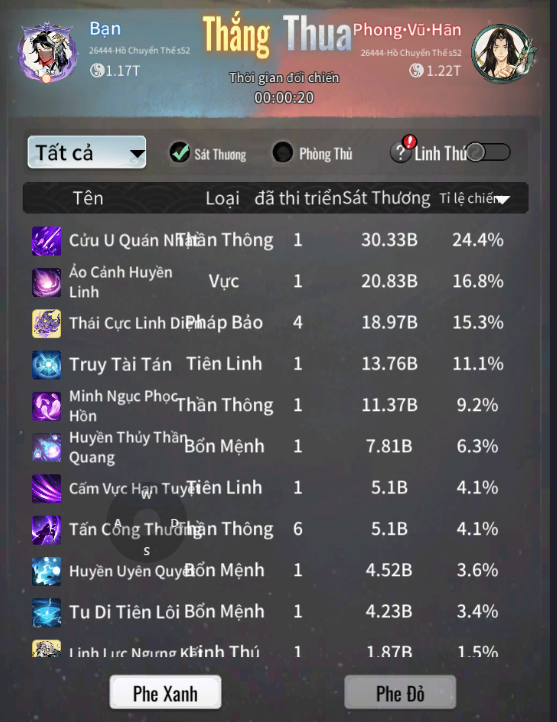 Bạn
Thắng
Thua
Phong•Vũ•Hãn
26444-Hồ Chuyển Thế s52
26444-Hồ Chuyển Thế s52
1.17T
1.22T
Thời gian đối chiến
00:00:20
Tất cả
Sát Thương
Phòng Thủ
?
!
Linh Thú
Tên Loại đã thi triển Sát Thương Tỉ lệ chiếm
Cửu U Quán Nhật Thần Thông 1 30.33B 24.4%
Ảo Cảnh Huyền
Linh
Vực 1 20.83B 16.8%
Thái Cực Linh Diệm Pháp Bảo 4 18.97B 15.3%
Truy Tài Tán Tiên Linh 1 13.76B 11.1%
Minh Ngục Phọc
Hồn
Thần Thông 1 11.37B 9.2%
Huyền Thủy Thần
Quang
Bổn Mệnh 1 7.81B 6.3%
Cấm Vực Hạn Tuyệt Tiên Linh 1 5.1B 4.1%
W
A
D
S
Tấn Công Thường Thần Thông 6 5.1B 4.1%
Huyền Uyên Quyết Bổn Mệnh 1 4.52B 3.6%
Tu Di Tiên Lôi Bổn Mệnh 1 4.23B 3.4%
Linh Lực Ngưng Kết Linh Thú 1 1.87B 1.5%
Phe Xanh
Phe Đỏ